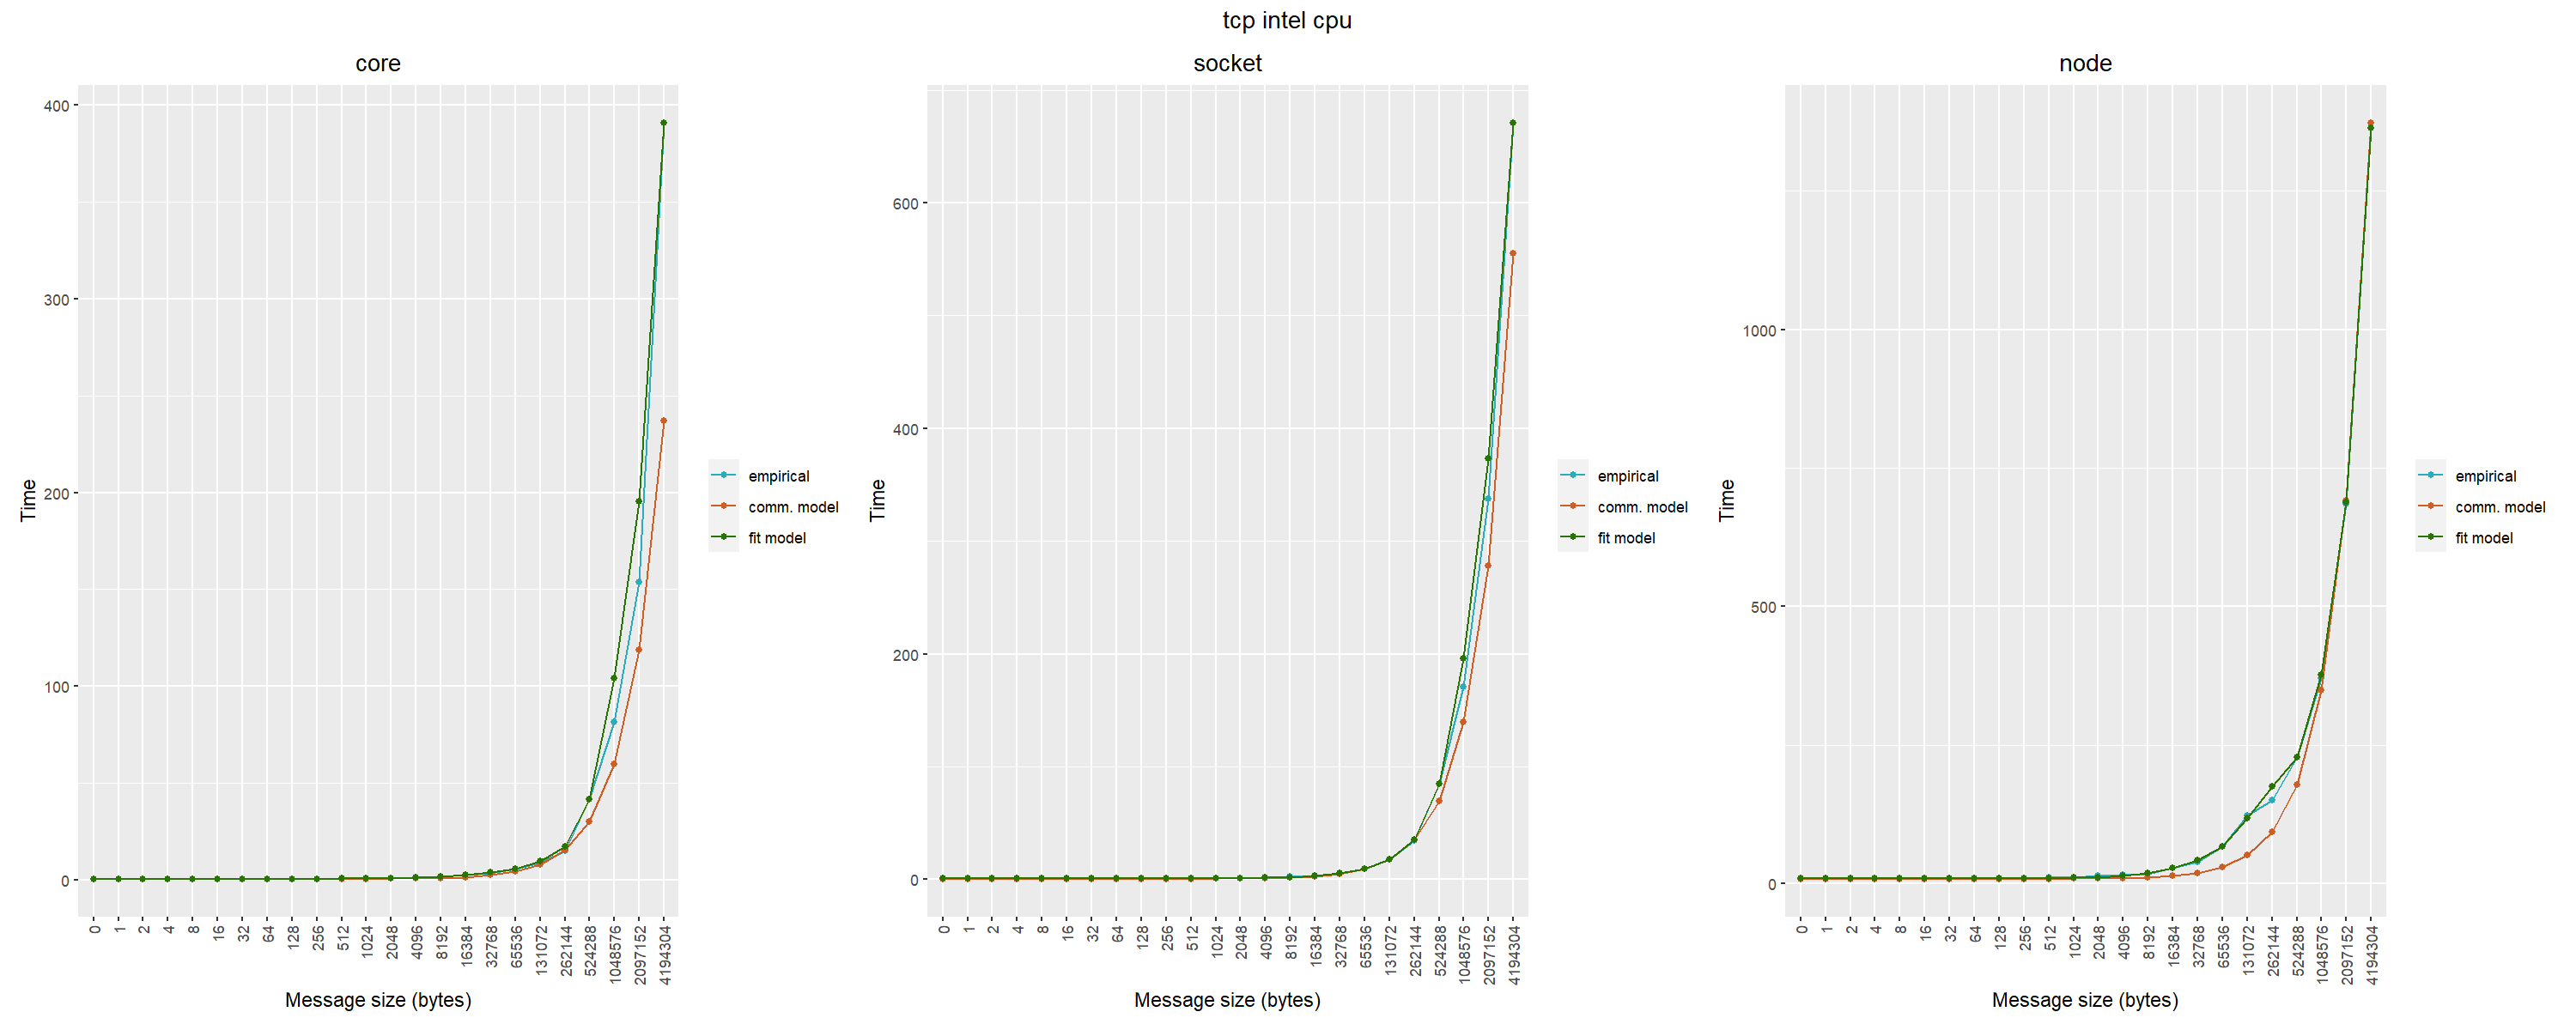 tcp intel cpu
core
400
300
200
100
0
Time
0 1 2 4 8 16 32 64 128 256 512 1024 2048 4096 8192 16384 32768 65536 131072 262144 524288 1048576 2097152 4194304
Message size (bytes)
empirical
comm. model
fit model
socket
600
400
200
0
Time
0 1 2 4 8 16 32 64 128 256 512 1024 2048 4096 8192 16384 32768 65536 131072 262144 524288 1048576 2097152 4194304
Message size (bytes)
empirical
comm. model
fit model
node
1000
500
0
Time
0 1 2 4 8 16 32 64 128 256 512 1024 2048 4096 8192 16384 32768 65536 131072 262144 524288 1048576 2097152 4194304
Message size (bytes)
empirical
comm. model
fit model